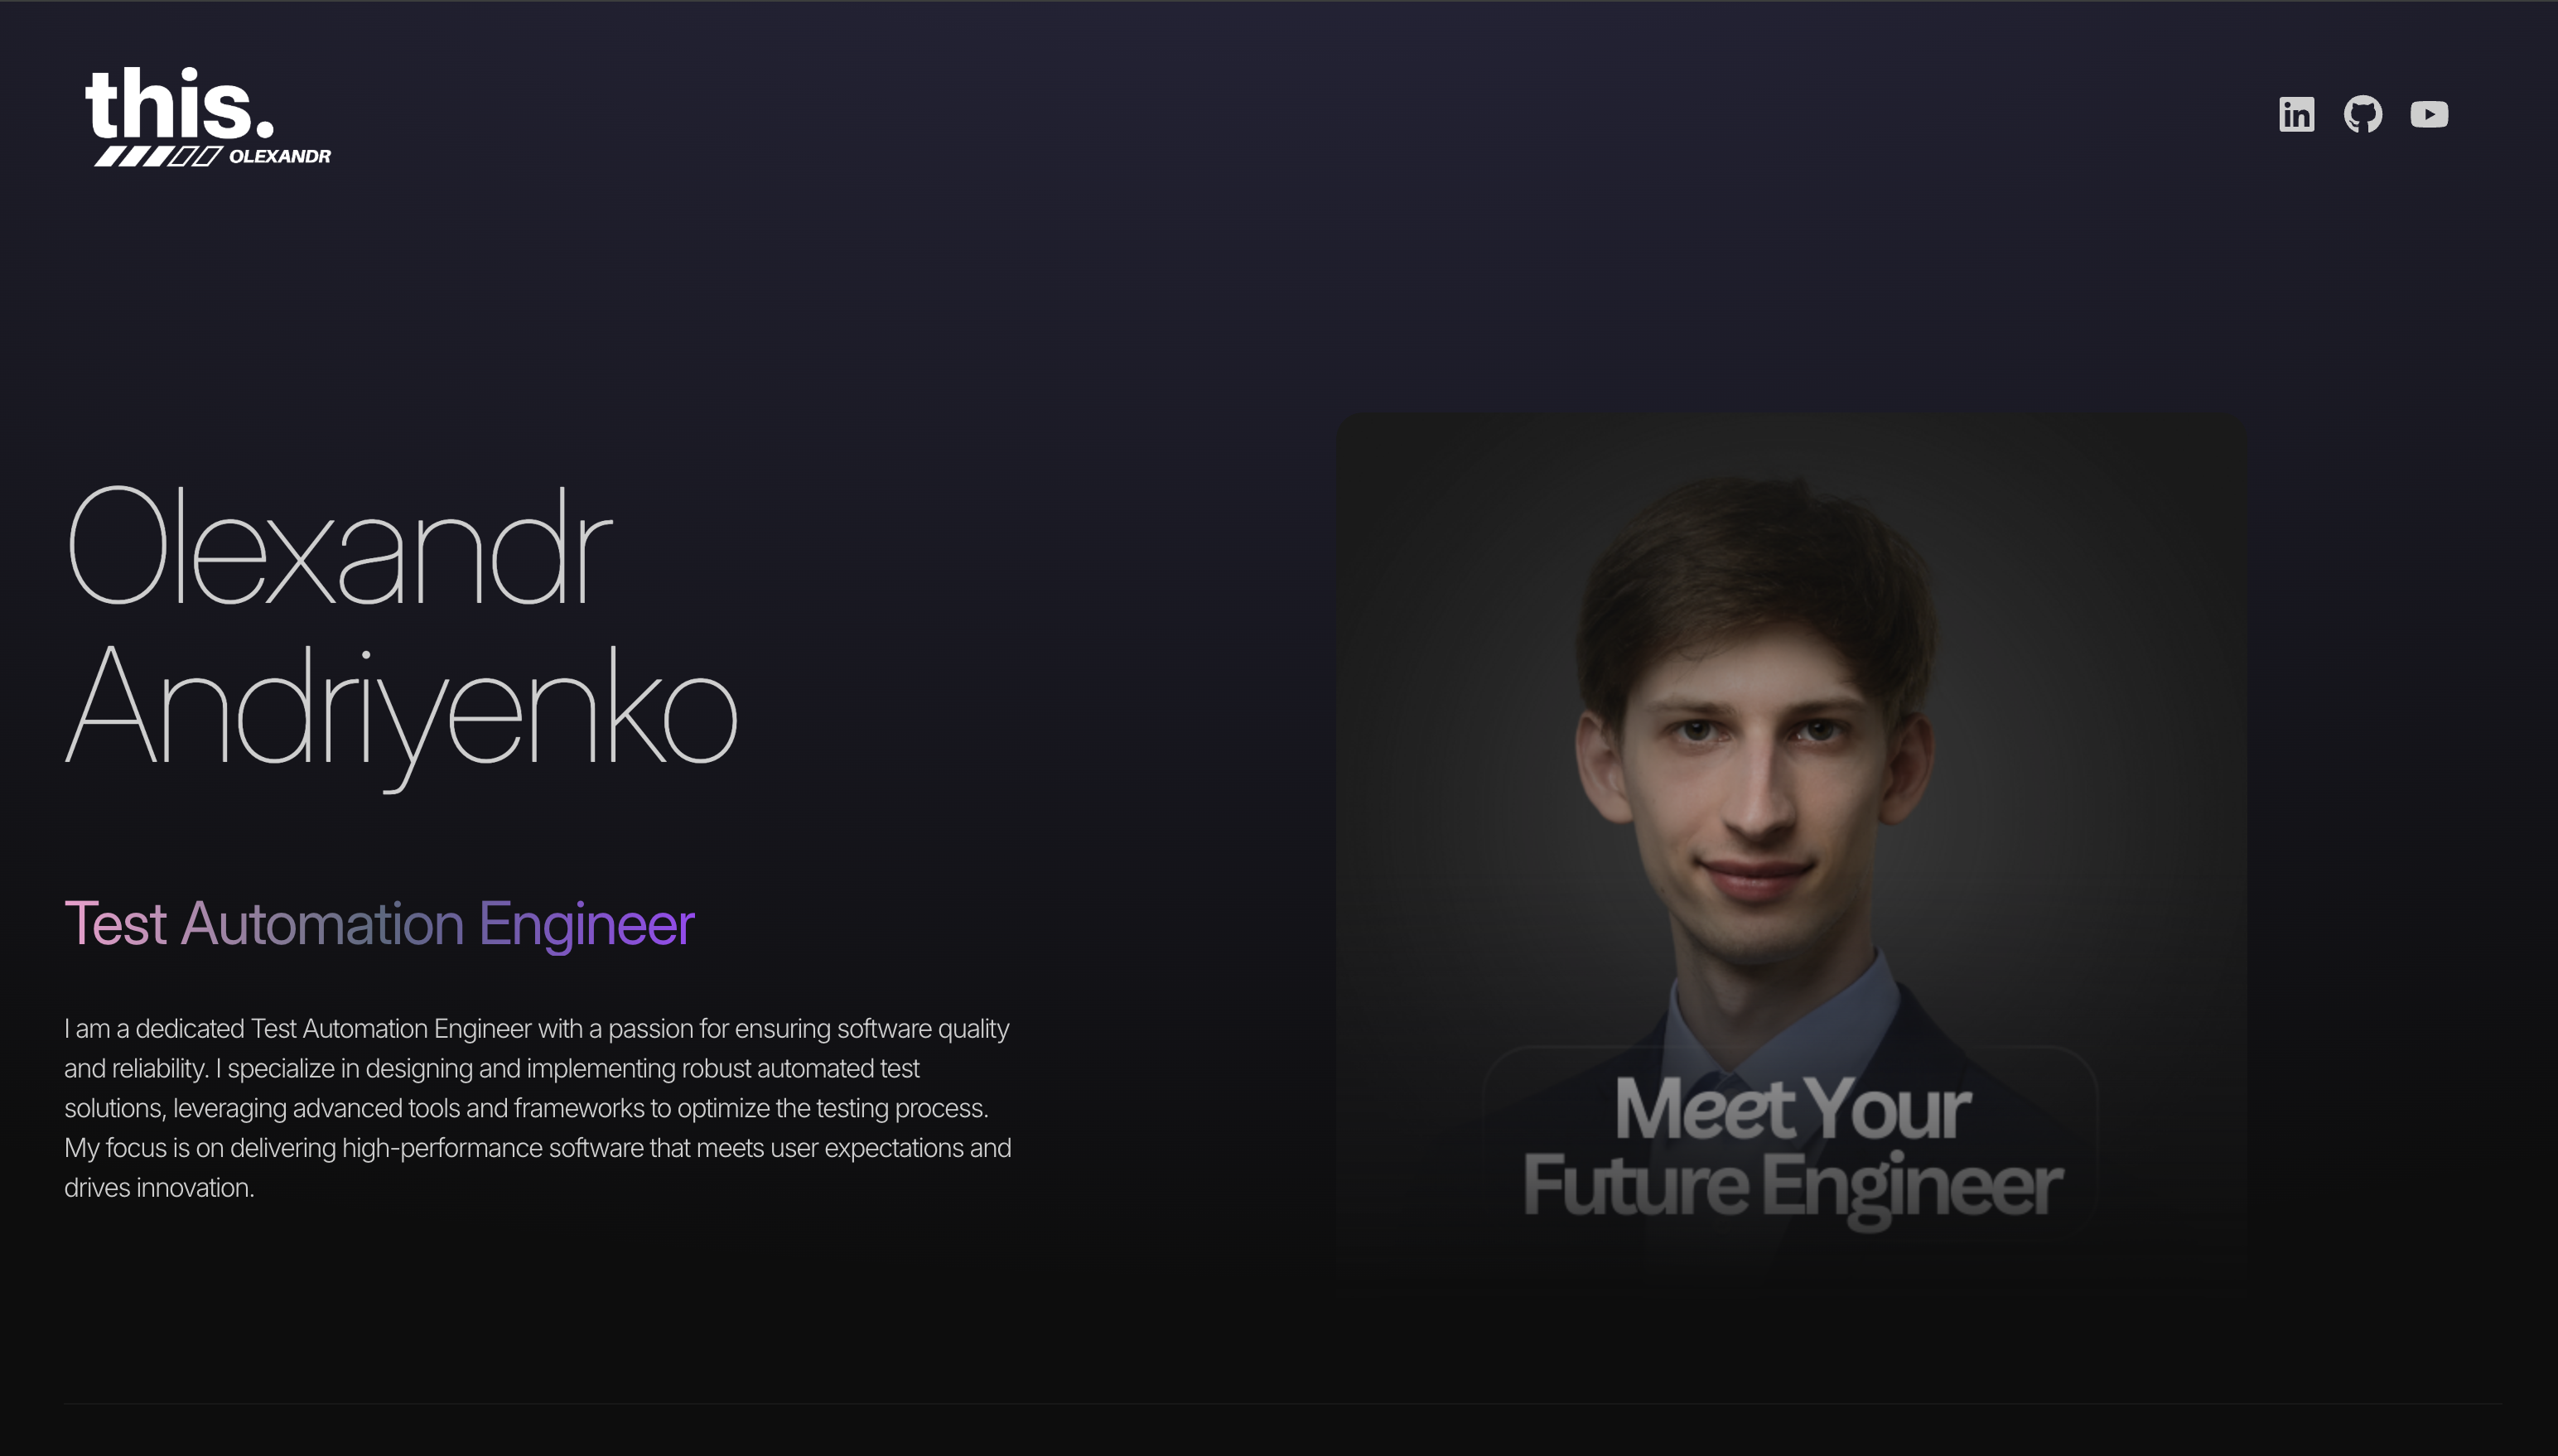 this.
OLEXANDR
in
Olexandr
Andriyenko
Test Automation Engineer
I am a dedicated Test Automation Engineer with a passion for ensuring software quality
and reliability. I specialize in designing and implementing robust automated test
solutions, leveraging advanced tools and frameworks to optimize the testing process.
My focus is on delivering high-performance software that meets user expectations and
drives innovation.
Meet Your
Future Engineer